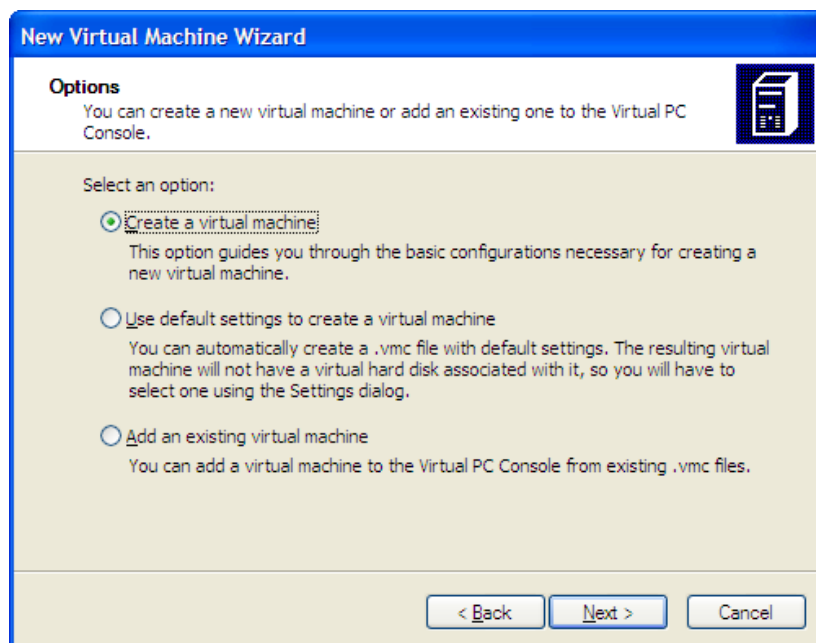 New Virtual Machine Wizard
Options
You can create a new virtual machine or add an existing one to the Virtual PC
Console.
Select an option:
Create a virtual machine
This option guides you through the basic configurations necessary for creating a
new virtual machine.
Use default settings to create a virtual machine
You can automatically create a .vmc file with default settings. The resulting virtual
machine will not have a virtual hard disk associated with it, so you will have to
select one using the Settings dialog.
Add an existing virtual machine
You can add a virtual machine to the Virtual PC Console from existing .vmc files.
< Back Next > Cancel